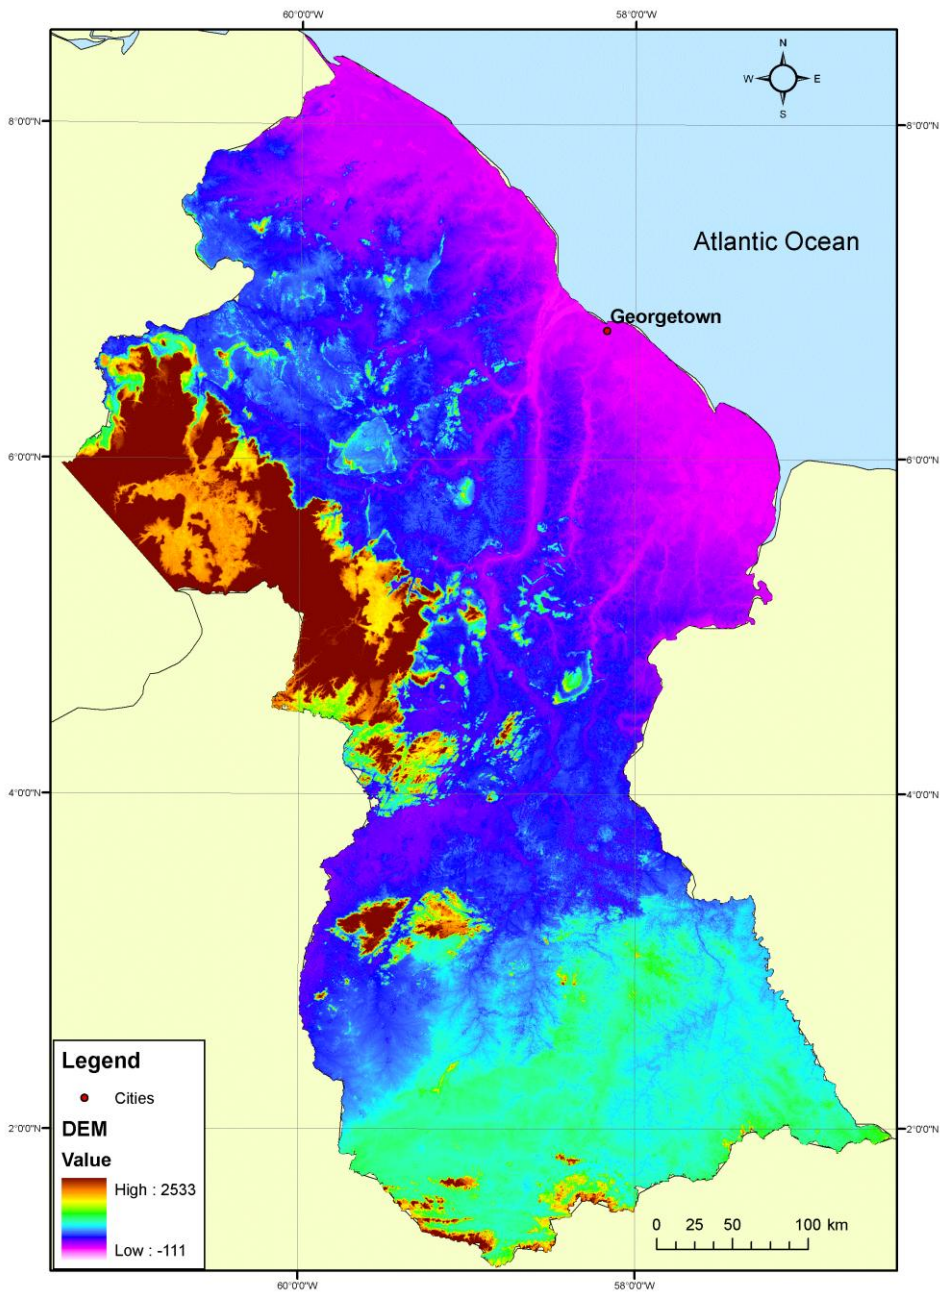 60°0'0"W 58°0'0"W
N
W E
S
8°0'0"N 8°0'0"N
Atlantic Ocean
Georgetown
6°0'0"N 6°0'0"N
4°0'0"N 4°0'0"N
Legend
Cities
DEM
Value
High : 2533
Low : -111
2°0'0"N 2°0'0"N
0 25 50 100 km
60°0'0"W 58°0'0"W